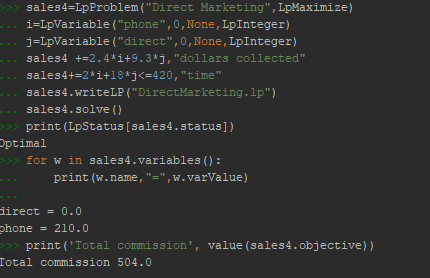 >>> sales4=LpProblem("Direct Marketing",LpMaximize)
... i=LpVariable("phone",0,None,LpInteger)
... j=LpVariable("direct",0,None,LpInteger)
... sales4 +=2.4*i+9.3*j,"dollars collected"
... sales4+=2*i+18*j<=420,"time"
... sales4.writeLP("DirectMarketing.lp")
... sales4.solve()
>>> print(LpStatus[sales4.status])
Optimal
>>> for w in sales4.variables():
...     print(w.name,"=",w.varValue)
...
direct = 0.0
phone = 210.0
>>> print('Total commission', value(sales4.objective))
Total commission 504.0